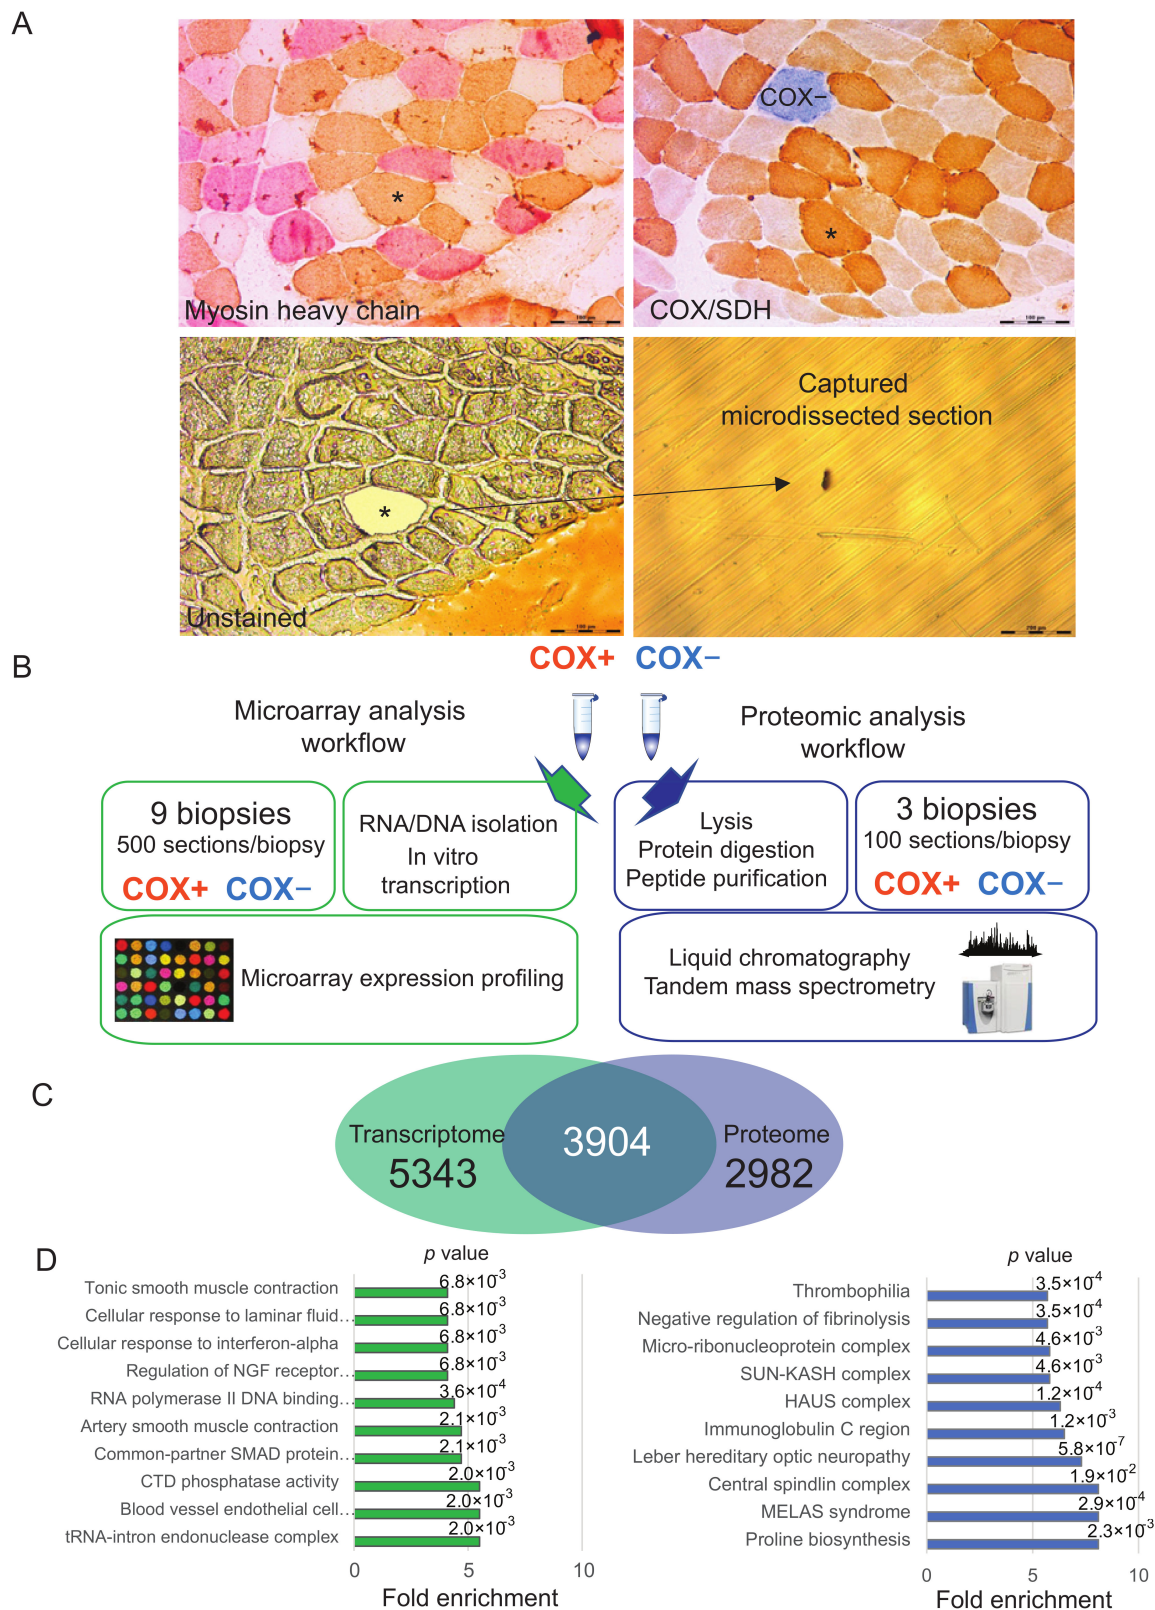 A
COX−
*
*
Myosin heavy chain
100 µm
COX/SDH
100 µm
Captured
microdissected section
*
Unstained
100 µm
B
COX+ COX−
Microarray analysis
workflow
Proteomic analysis
workflow
9 biopsies
500 sections/biopsy
COX+ COX−
RNA/DNA isolation
In vitro
transcription
Lysis
Protein digestion
Peptide purification
3 biopsies
100 sections/biopsy
COX+ COX−
Microarray expression profiling
Liquid chromatography
Tandem mass spectrometry
C
Transcriptome
5343
3904
Proteome
2982
D
p value
Tonic smooth muscle contraction 6.8×10⁻³
Cellular response to laminar fluid... 6.8×10⁻³
Cellular response to interferon-alpha 6.8×10⁻³
Regulation of NGF receptor... 6.8×10⁻³
RNA polymerase II DNA binding... 3.6×10⁻⁴
Artery smooth muscle contraction 2.1×10⁻³
Common-partner SMAD protein... 2.1×10⁻³
CTD phosphatase activity 2.0×10⁻³
Blood vessel endothelial cell... 2.0×10⁻³
tRNA-intron endonuclease complex 2.0×10⁻³
0 5 10
Fold enrichment
p value
Thrombophilia 3.5×10⁻⁴
Negative regulation of fibrinolysis 3.5×10⁻⁴
Micro-ribonucleoprotein complex 4.6×10⁻³
SUN-KASH complex 4.6×10⁻³
HAUS complex 1.2×10⁻⁴
Immunoglobulin C region 1.2×10⁻³
Leber hereditary optic neuropathy 5.8×10⁻⁷
Central spindlin complex 1.9×10⁻²
MELAS syndrome 2.9×10⁻⁴
Proline biosynthesis 2.3×10⁻³
0 5 10
Fold enrichment